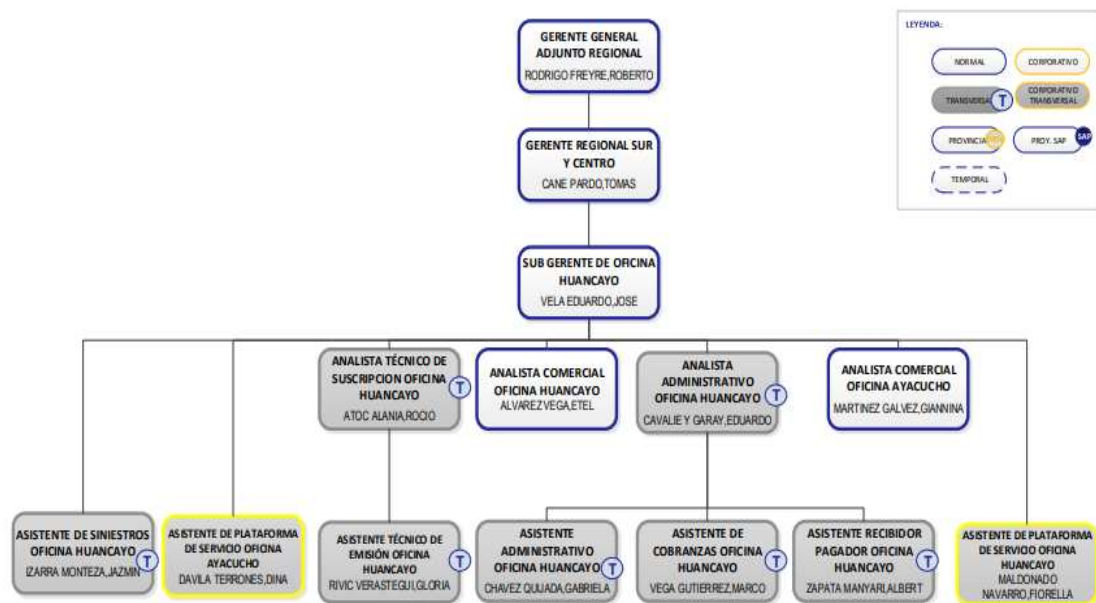 GERENTE GENERAL
ADJUNTO REGIONAL
RODRIGO FREYRE,ROBERTO
LEYENDA:
NORMAL
CORPORATIVO
TRANSVERSAL
T
CORPORATIVO
TRANSVERSAL
PROVINCIA
PROY. SAP
SAP
TEMPORAL
GERENTE REGIONAL SUR
Y CENTRO
CANE PARDO,TOMAS
SUB GERENTE DE OFICINA
HUANCAYO
VELA EDUARDO,JOSE
ANALISTA TÉCNICO DE
SUSCRIPCION OFICINA
HUANCAYO
T
ATOC ALANIA,ROCIO
ANALISTA COMERCIAL
OFICINA HUANCAYO
ALVAREZ VEGA,ETEL
ANALISTA
ADMINISTRATIVO
OFICINA HUANCAYO
T
CAVALIE Y GARAY,EDUARDO
ANALISTA COMERCIAL
OFICINA AYACUCHO
MARTINEZ GALVEZ,GIANNINA
ASISTENTE DE SINIESTROS
OFICINA HUANCAYO
T
IZARRA MONTEZA,JAZMIN
ASISTENTE DE PLATAFORMA
DE SERVICIO OFICINA
AYACUCHO
DAVILA TERRONES,DINA
ASISTENTE TÉCNICO DE
EMISIÓN OFICINA
HUANCAYO
T
RIVIC VERASTEGUI,GLORIA
ASISTENTE
ADMINISTRATIVO
OFICINA HUANCAYO
T
CHAVEZ QUIJADA,GABRIELA
ASISTENTE DE
COBRANZAS OFICINA
HUANCAYO
T
VEGA GUTIERREZ,MARCO
ASISTENTE RECIBIDOR
PAGADOR OFICINA
HUANCAYO
T
ZAPATA MANYARI,ALBERT
ASISTENTE DE PLATAFORMA
DE SERVICIO OFICINA
HUANCAYO
MALDONADO
NAVARRO,FIORELLA